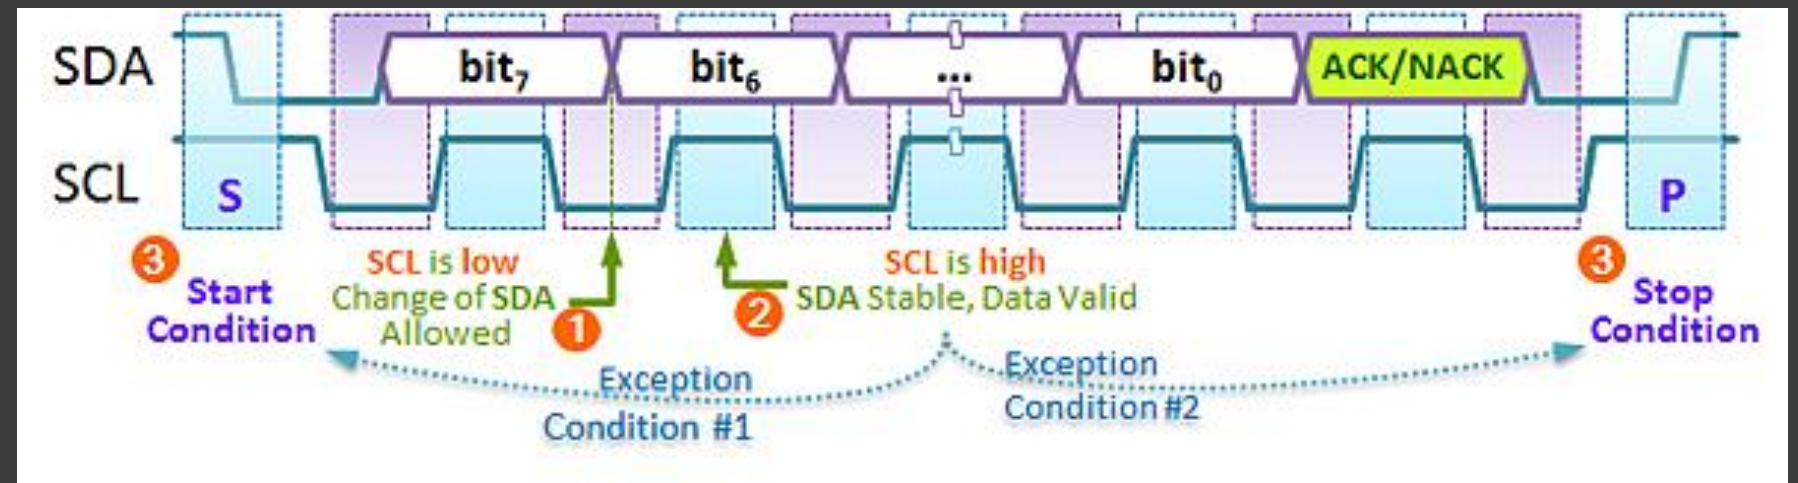 SDA
bit₇
bit₆
...
bit₀
ACK/NACK
SCL
S
P
3
Start
Condition
SCL is low
Change of SDA
Allowed
1
2
SCL is high
SDA Stable, Data Valid
3
Stop
Condition
Exception
Condition #1
Exception
Condition #2